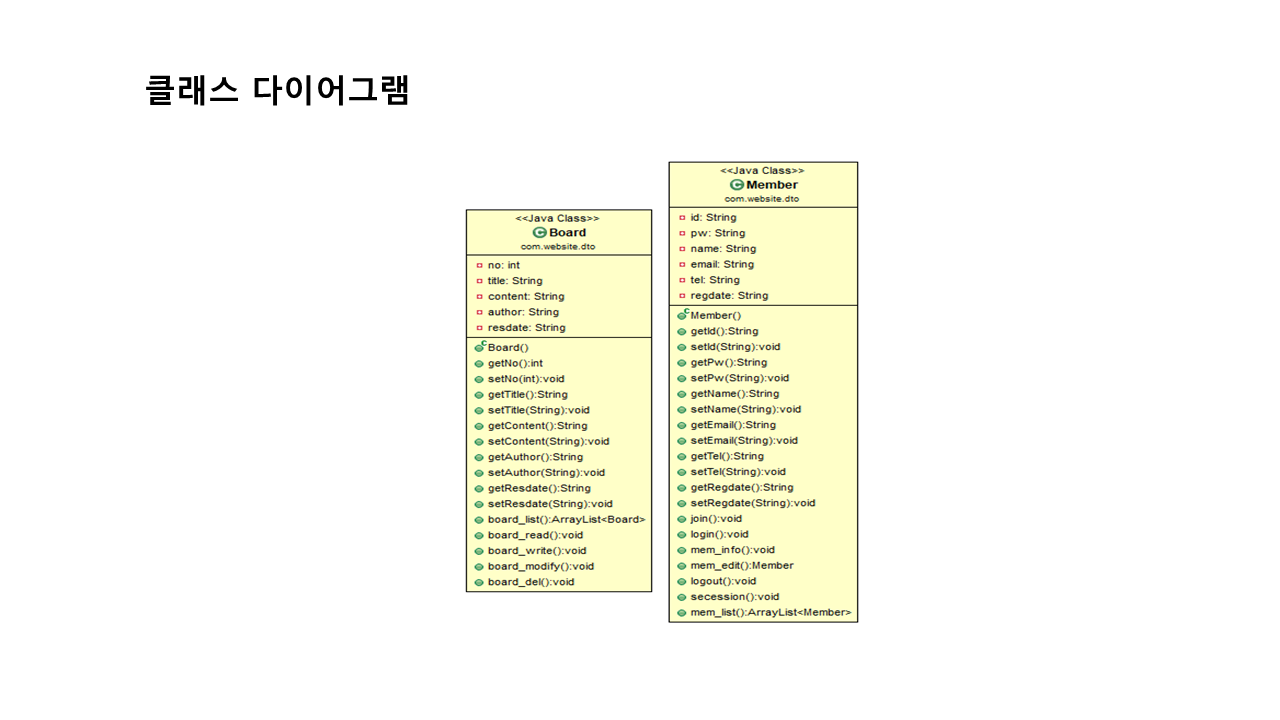 클래스 다이어그램
<<Java Class>>
Board
com.website.dto
no: int
title: String
content: String
author: String
resdate: String
Board()
getNo():int
setNo(int):void
getTitle():String
setTitle(String):void
getContent():String
setContent(String):void
getAuthor():String
setAuthor(String):void
getResdate():String
setResdate(String):void
board_list():ArrayList<Board>
board_read():void
board_write():void
board_modify():void
board_del():void
<<Java Class>>
Member
com.website.dto
id: String
pw: String
name: String
email: String
tel: String
regdate: String
Member()
getId():String
setId(String):void
getPw():String
setPw(String):void
getName():String
setName(String):void
getEmail():String
setEmail(String):void
getTel():String
setTel(String):void
getRegdate():String
setRegdate(String):void
join():void
login():void
mem_info():void
mem_edit():Member
logout():void
secession():void
mem_list():ArrayList<Member>